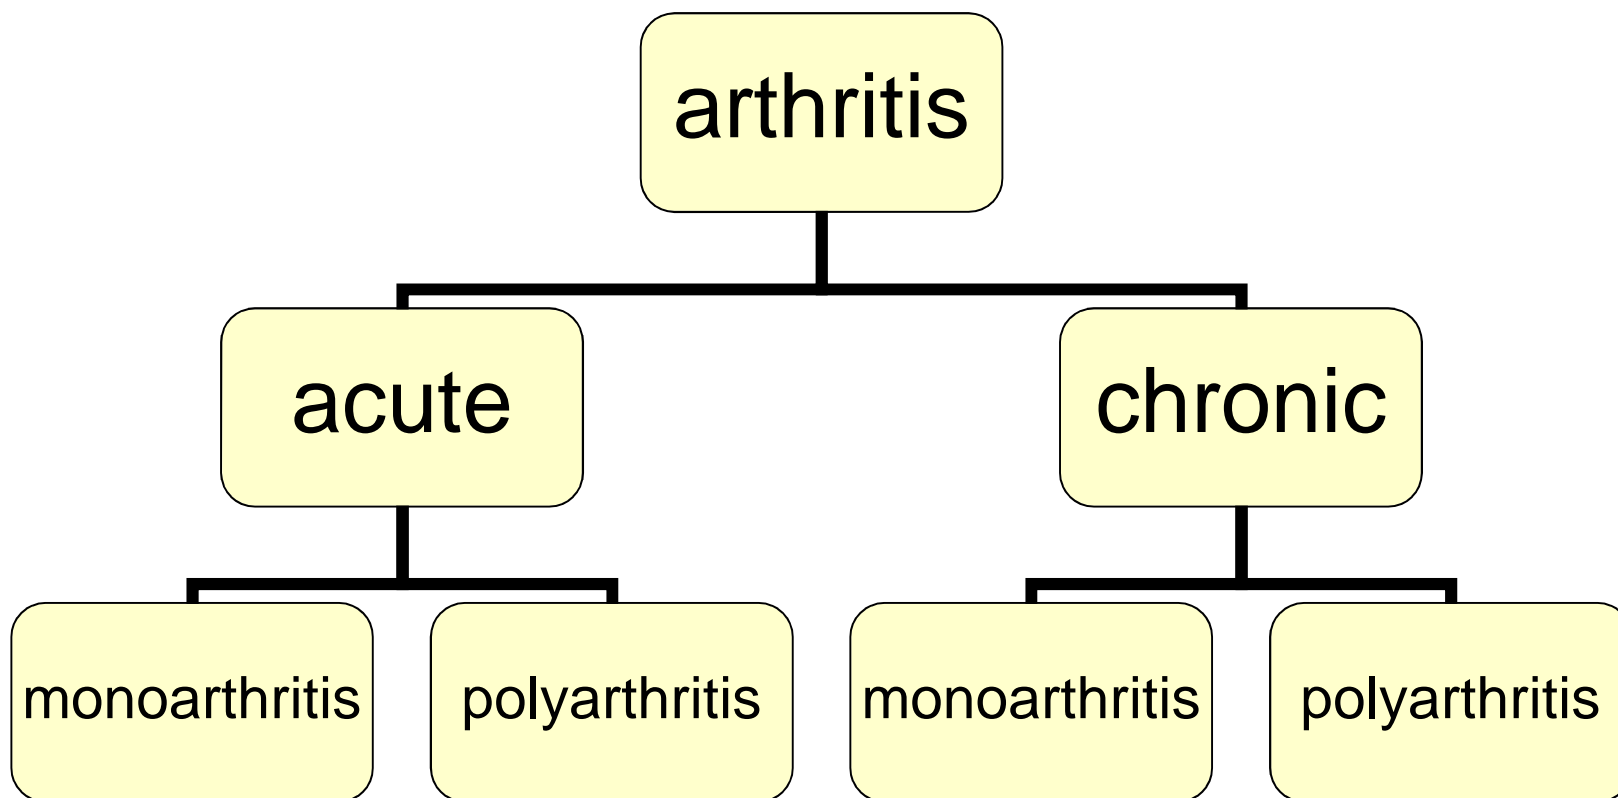 arthritis
acute
chronic
monoarthritis
polyarthritis
monoarthritis
polyarthritis